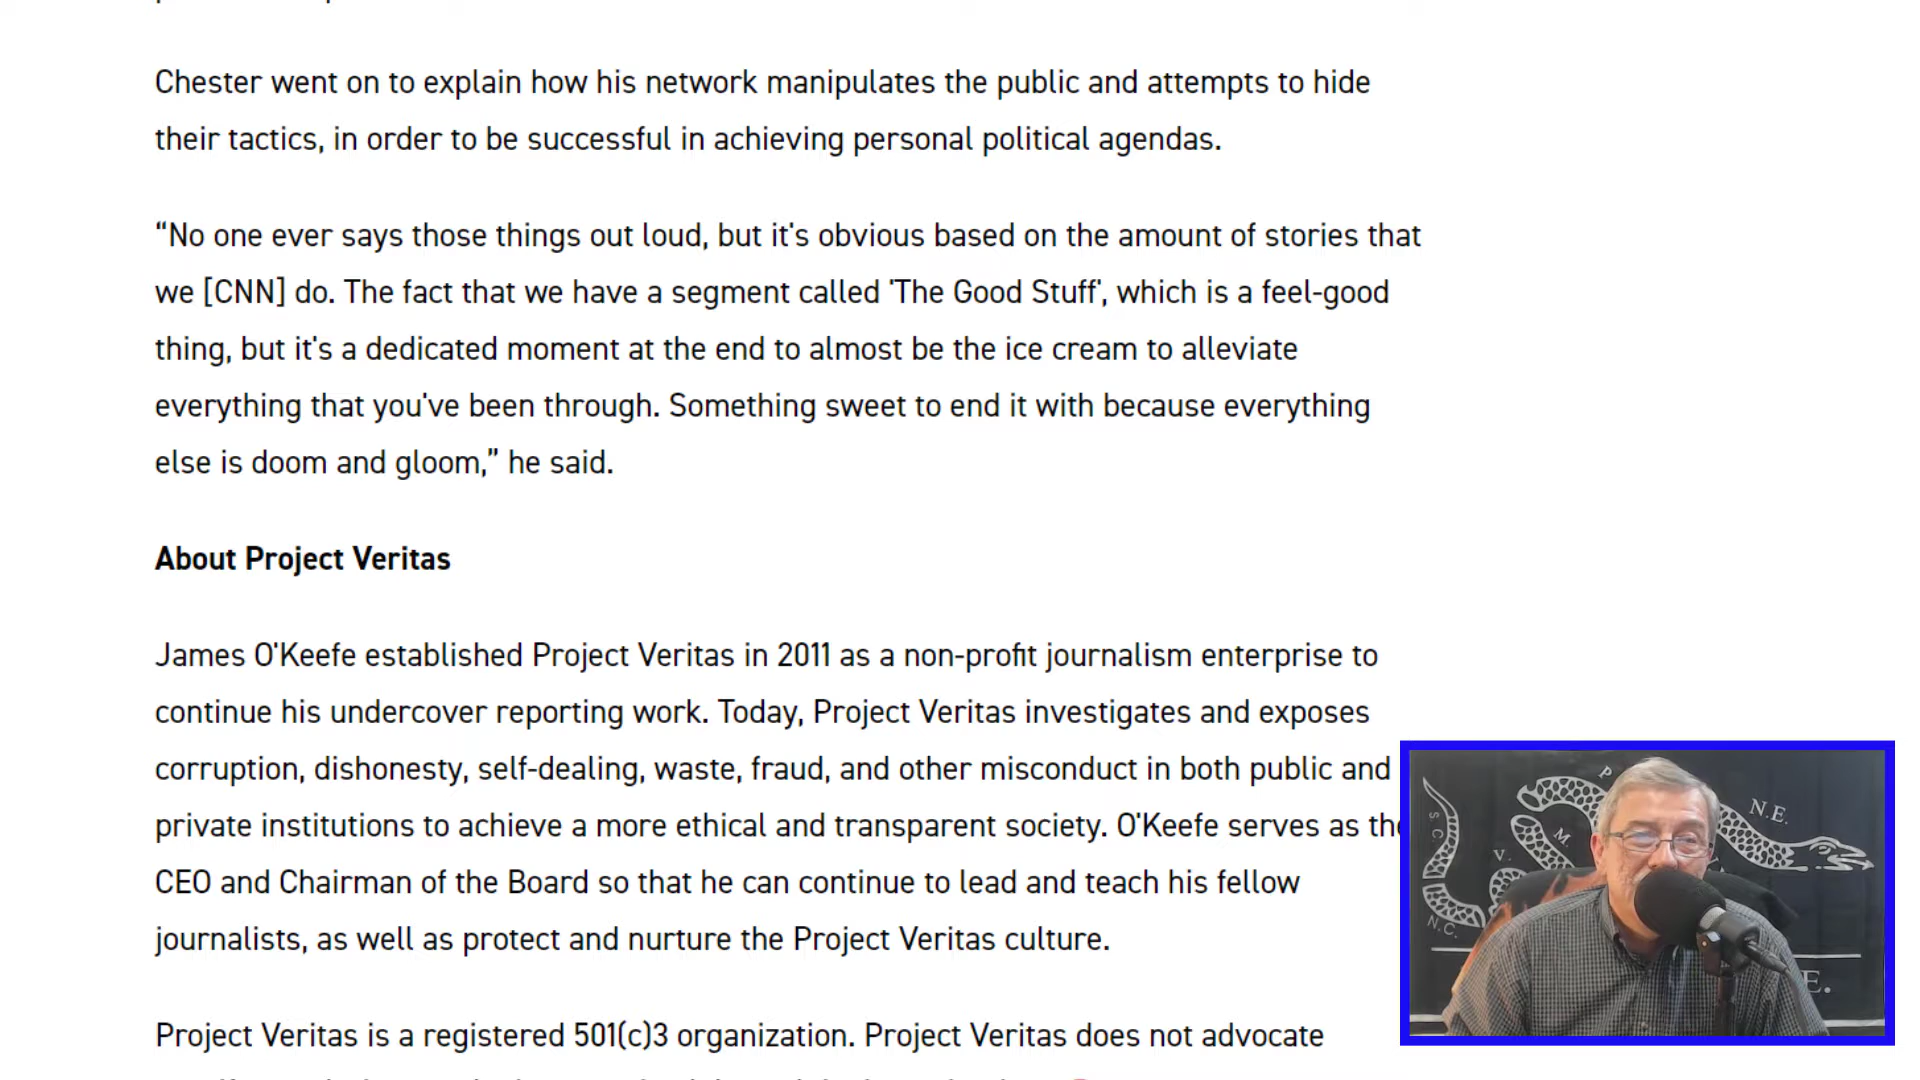 Chester went on to explain how his network manipulates the public and attempts to hide
their tactics, in order to be successful in achieving personal political agendas.
“No one ever says those things out loud, but it's obvious based on the amount of stories that
we [CNN] do. The fact that we have a segment called 'The Good Stuff', which is a feel-good
thing, but it's a dedicated moment at the end to almost be the ice cream to alleviate
everything that you've been through. Something sweet to end it with because everything
else is doom and gloom,” he said.
About Project Veritas
James O'Keefe established Project Veritas in 2011 as a non-profit journalism enterprise to
continue his undercover reporting work. Today, Project Veritas investigates and exposes
corruption, dishonesty, self-dealing, waste, fraud, and other misconduct in both public and
private institutions to achieve a more ethical and transparent society. O'Keefe serves as the
CEO and Chairman of the Board so that he can continue to lead and teach his fellow
journalists, as well as protect and nurture the Project Veritas culture.
Project Veritas is a registered 501(c)3 organization. Project Veritas does not advocate
P.
N.E.
S.C.
M.
V.
N.C.
E.